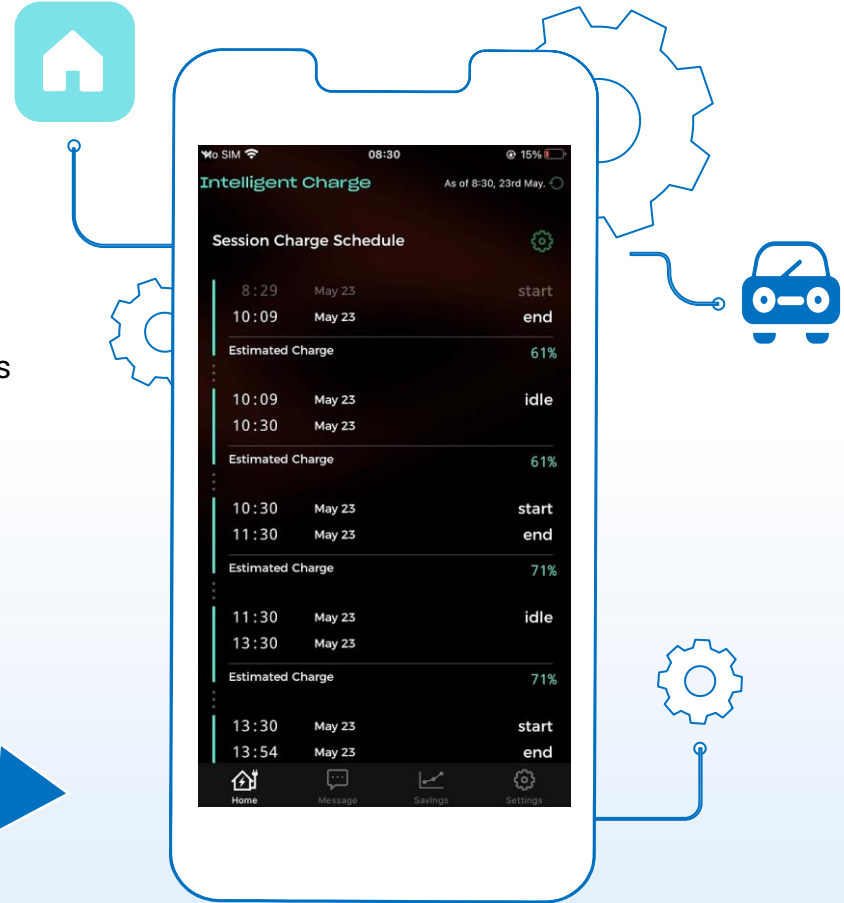 s
No SIM 08:30 15%
Intelligent Charge As of 8:30, 23rd May.
Session Charge Schedule
8:29 May 23 start
10:09 May 23 end
Estimated Charge 61%
10:09 May 23 idle
10:30 May 23
Estimated Charge 61%
10:30 May 23 start
11:30 May 23 end
Estimated Charge 71%
11:30 May 23 idle
13:30 May 23
Estimated Charge 71%
13:30 May 23 start
13:54 May 23 end
Home Message Savings Settings